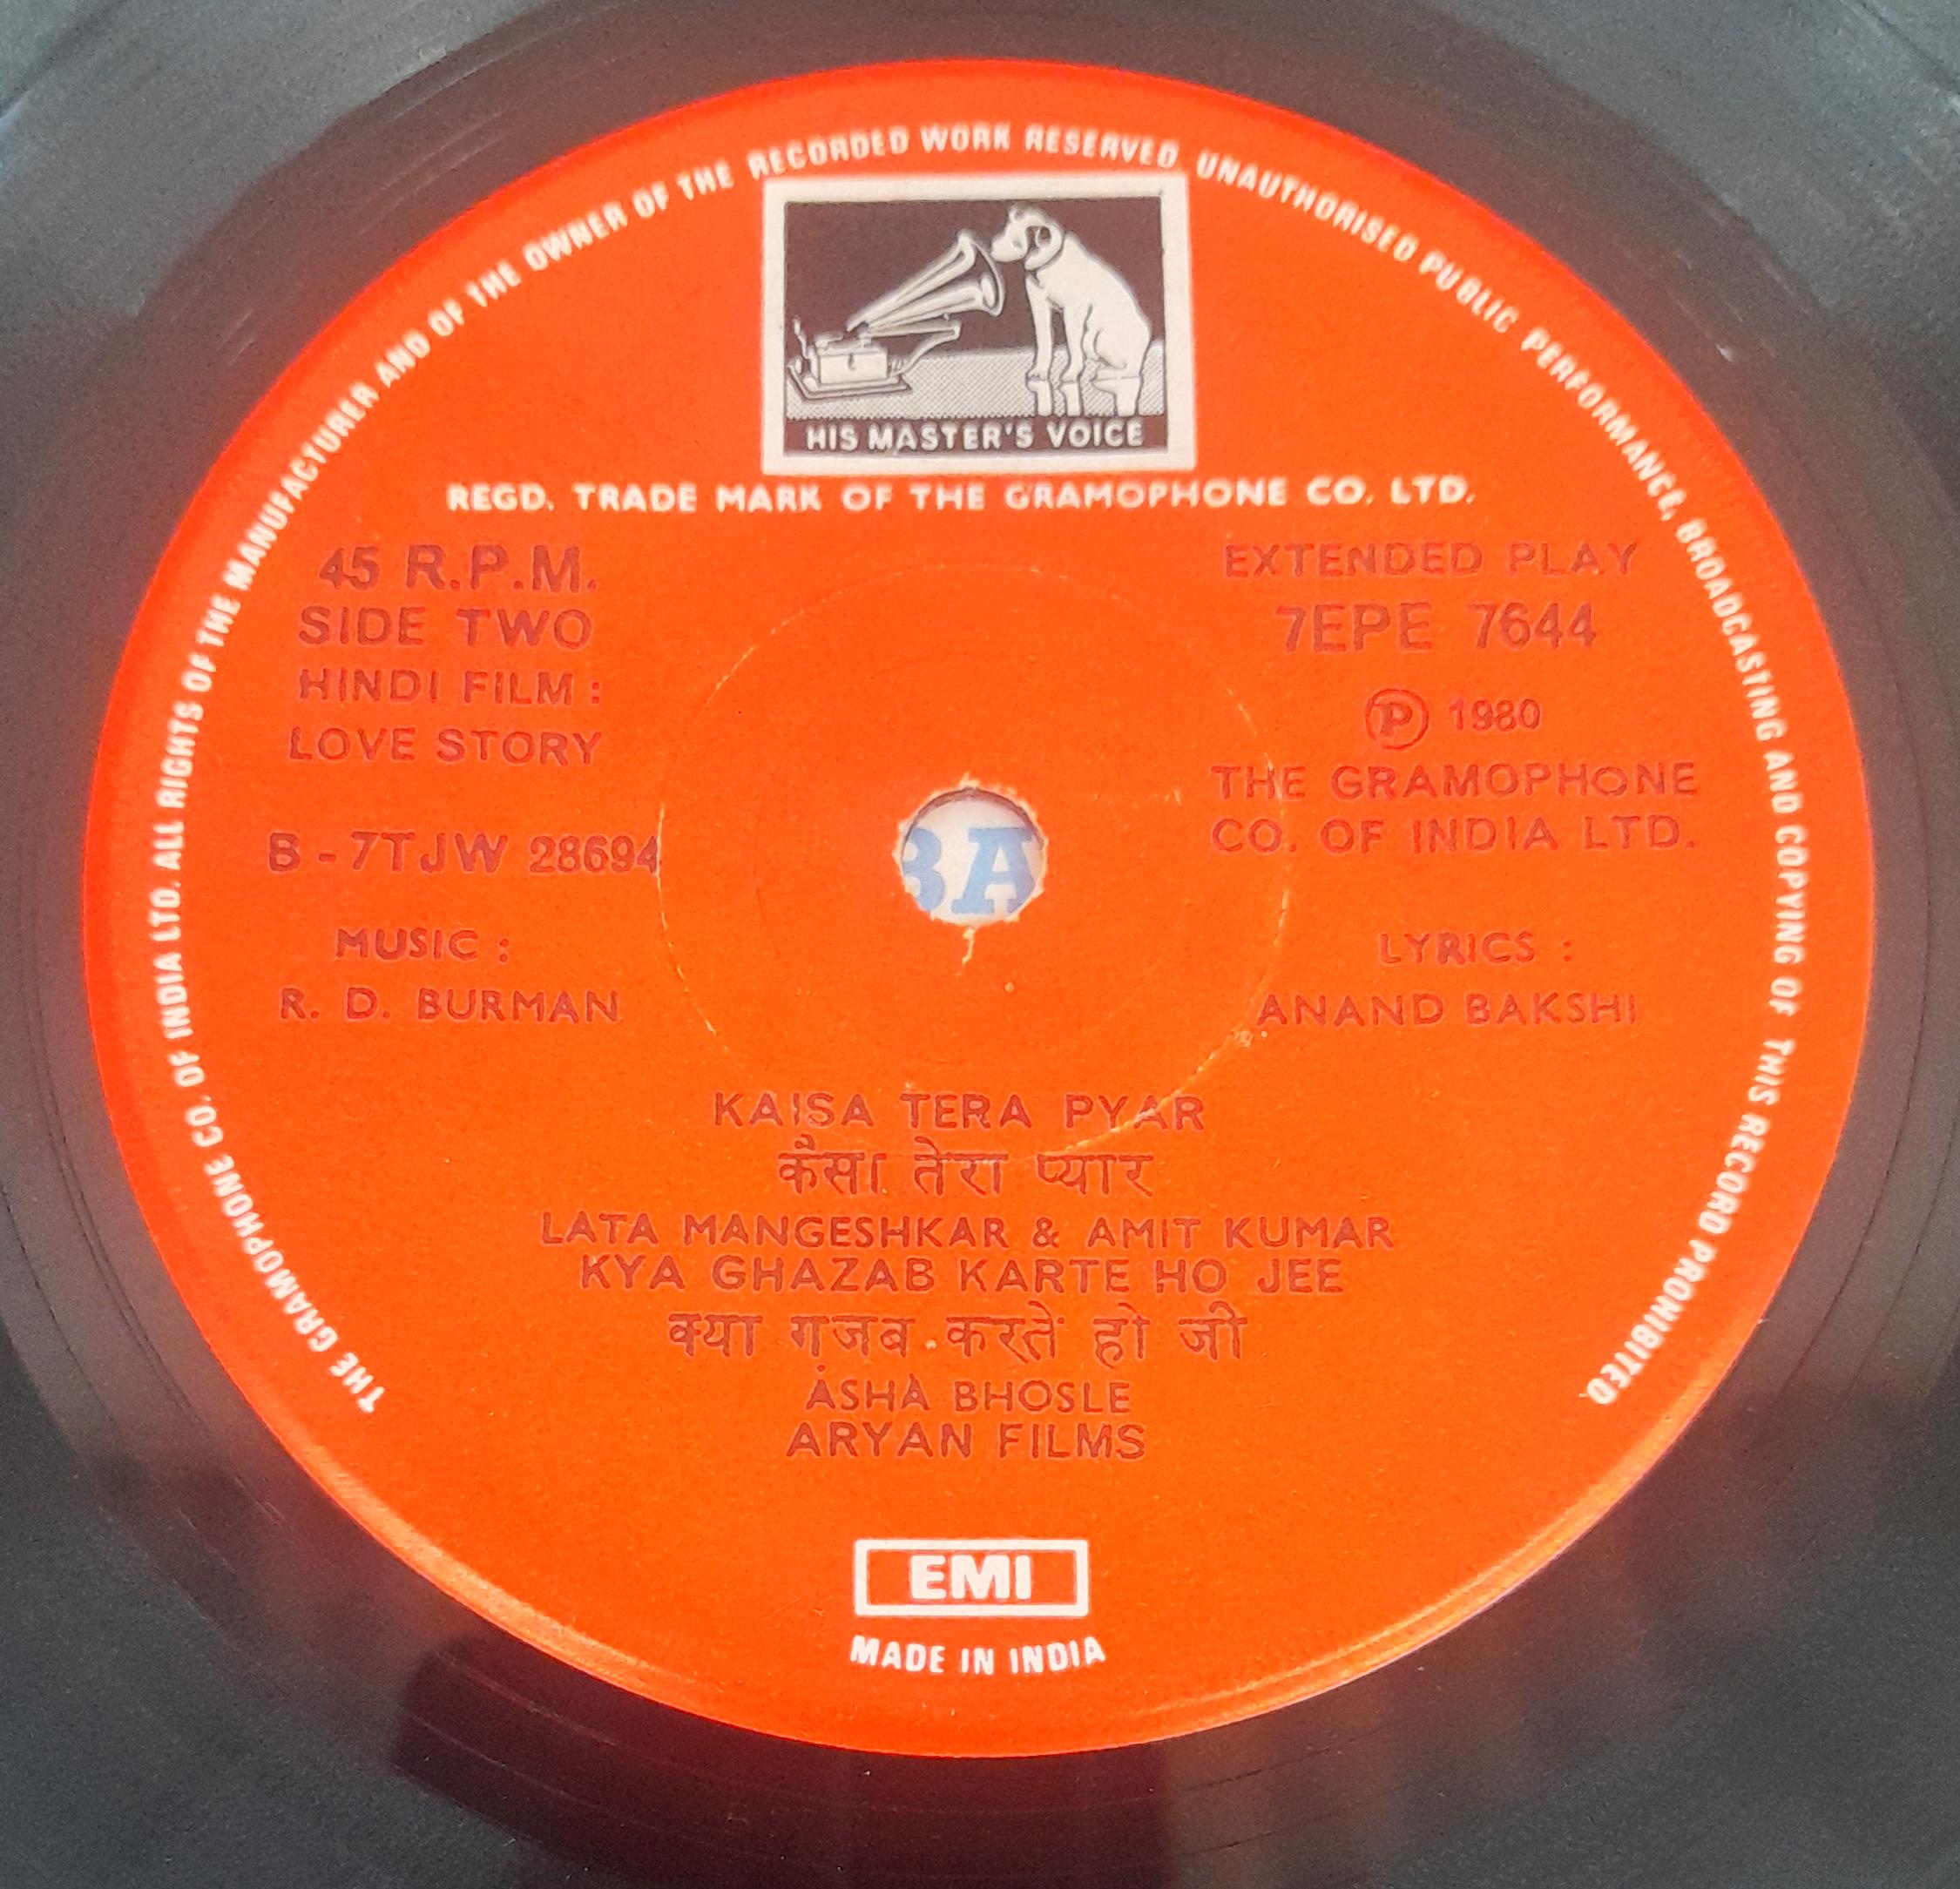 THE GRAMOPHONE CO. OF INDIA LTD. ALL RIGHTS OF THE MANUFACTURER AND OF THE OWNER OF THE RECORDED WORK RESERVED. UNAUTHORISED PUBLIC PERFORMANCE, BROADCASTING AND COPYING OF THIS RECORD PROHIBITED.
HIS MASTER'S VOICE
REGD. TRADE MARK OF THE GRAMOPHONE CO. LTD.
45 R.P.M.
SIDE TWO
HINDI FILM :
LOVE STORY
B-7TJW 28694
MUSIC :
R. D. BURMAN
EXTENDED PLAY
7EPE 7644
Ⓟ 1980
THE GRAMOPHONE
CO. OF INDIA LTD.
LYRICS :
ANAND BAKSHI
BA
KAISA TERA PYAR
कैसा तेरा प्यार
LATA MANGESHKAR & AMIT KUMAR
KYA GHAZAB KARTE HO JEE
क्या गजब करते हो जी
ASHA BHOSLE
ARYAN FILMS
EMI
MADE IN INDIA